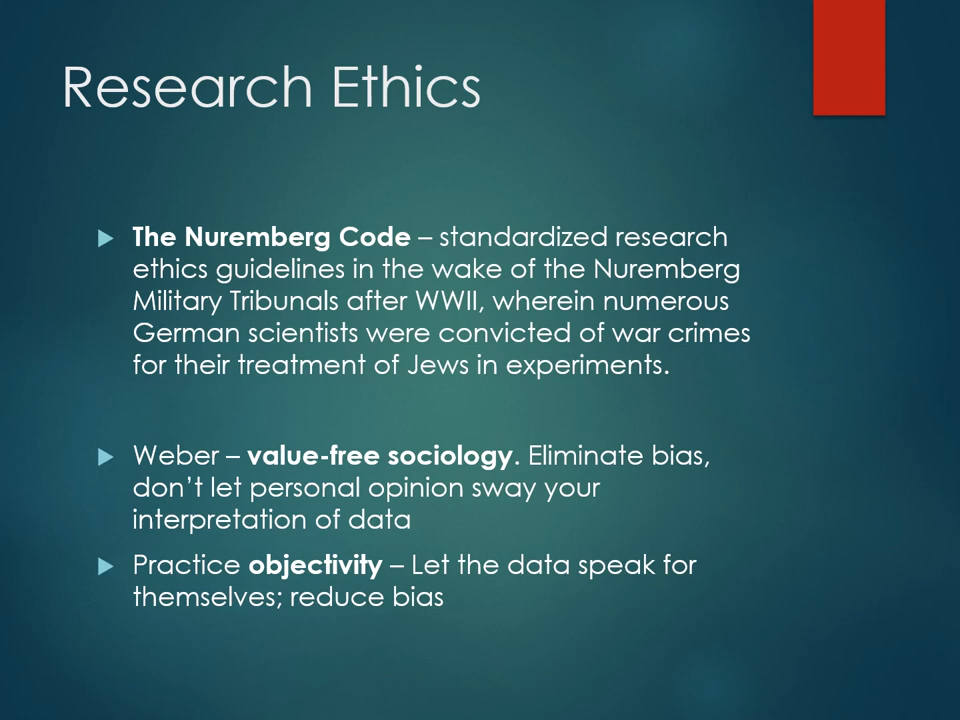 Research Ethics
The Nuremberg Code – standardized research
ethics guidelines in the wake of the Nuremberg
Military Tribunals after WWII, wherein numerous
German scientists were convicted of war crimes
for their treatment of Jews in experiments.
Weber – value-free sociology. Eliminate bias,
don’t let personal opinion sway your
interpretation of data
Practice objectivity – Let the data speak for
themselves; reduce bias